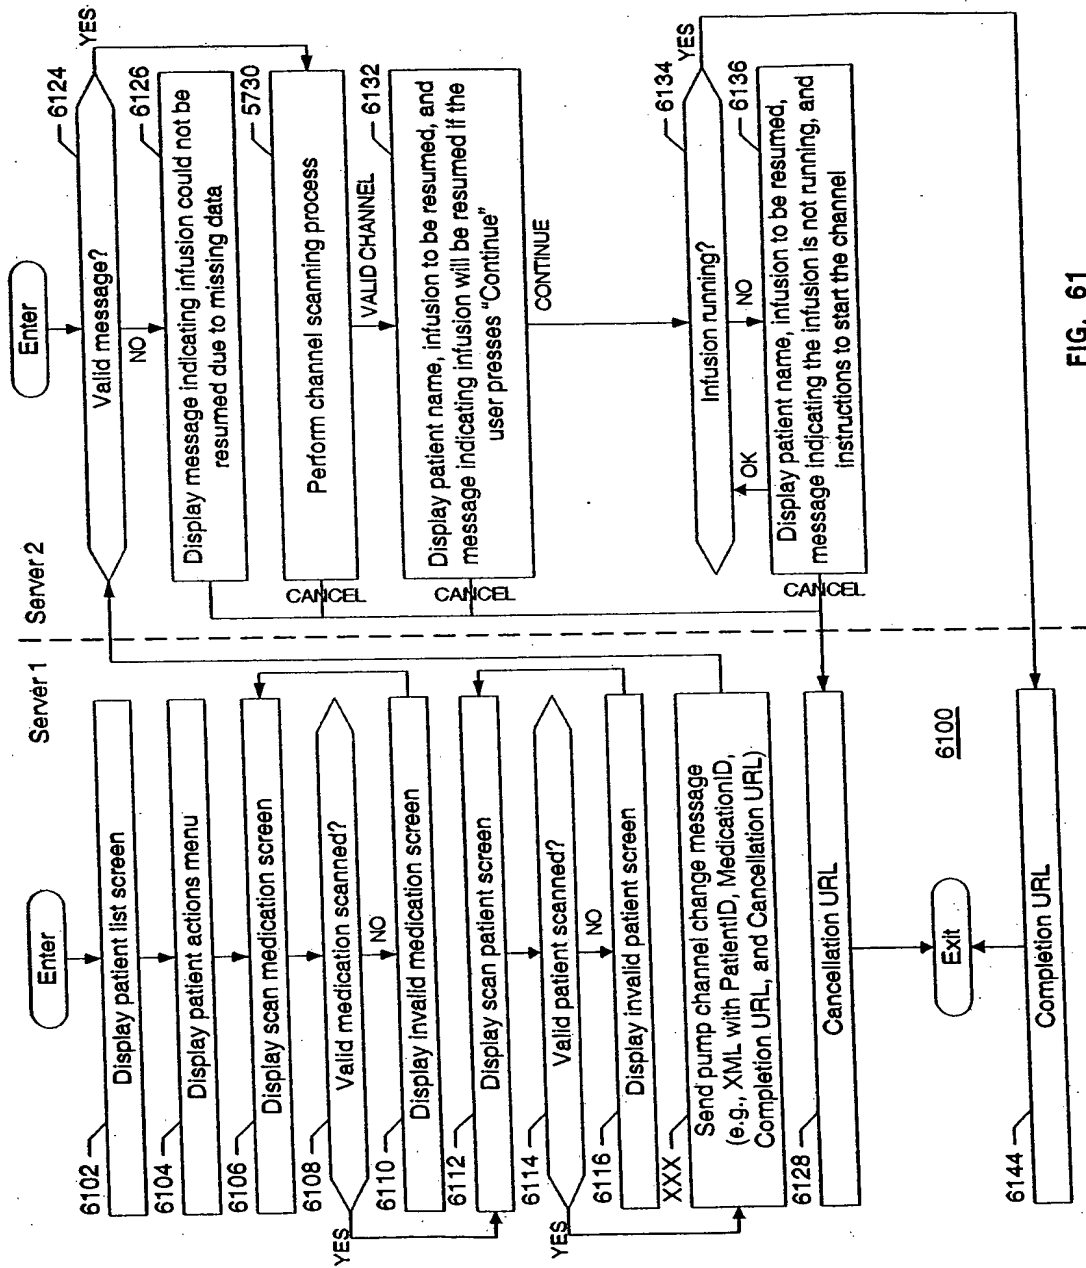 Server 1
Enter
6102
Display patient list screen
6104
Display patient actions menu
6106
Display scan medication screen
6108
Valid medication scanned?
YES
NO
6110
Display invalid medication screen
6112
Display scan patient screen
6114
Valid patient scanned?
YES
NO
6116
Display invalid patient screen
XXX
Send pump channel change message
(e.g., XML with PatientID, MedicationID,
Completion URL, and Cancellation URL)
6128
Cancellation URL
Exit
6100
6144
Completion URL
Server 2
Enter
6124
Valid message?
YES
NO
6126
Display message indicating infusion could not be
resumed due to missing data
5730
Perform channel scanning process
CANCEL
VALID CHANNEL
6132
Display patient name, infusion to be resumed, and
message indicating infusion will be resumed if the
user presses "Continue"
CANCEL
CONTINUE
6134
Infusion running?
YES
NO
OK
6136
Display patient name, infusion to be resumed,
message indicating the infusion is not running, and
instructions to start the channel
CANCEL
FIG. 61